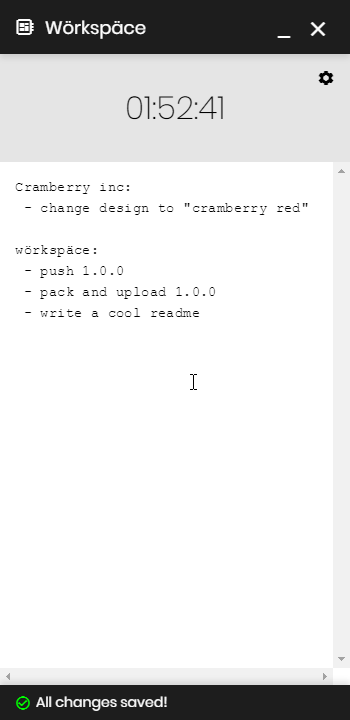 Wörkspäce
01:52:41
Cramberry inc:
- change design to "cramberry red"
wörkspäce:
- push 1.0.0
- pack and upload 1.0.0
- write a cool readme
All changes saved!